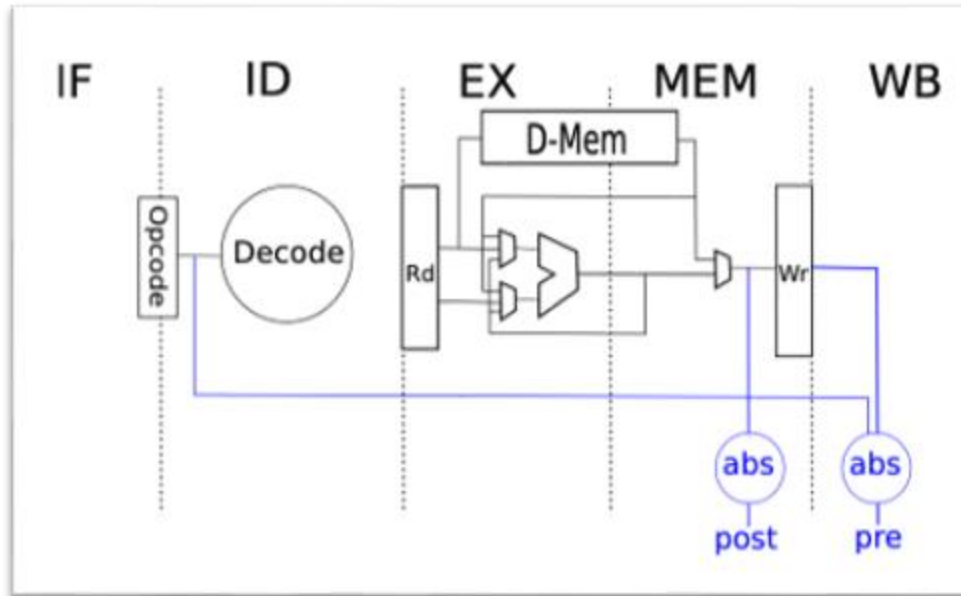 IF ID EX MEM WB
D-Mem
Opcode
Decode
Rd
Wr
abs abs
post pre